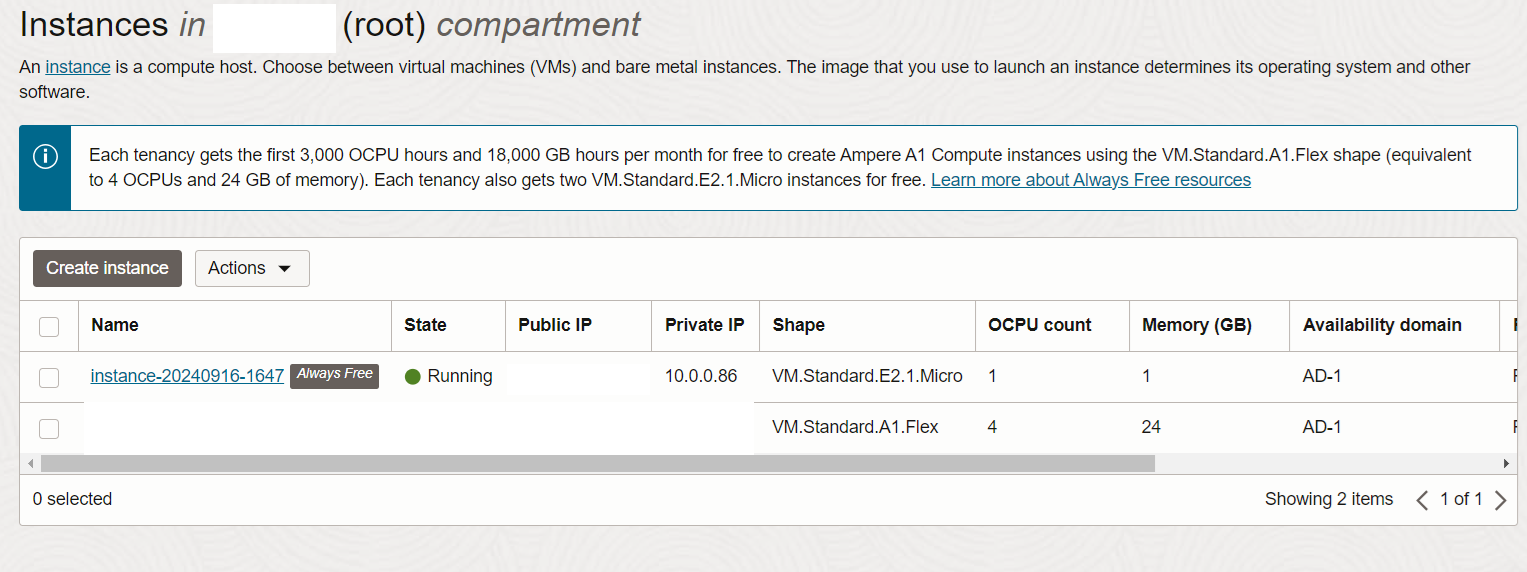 Instances in (root) compartment
An instance is a compute host. Choose between virtual machines (VMs) and bare metal instances. The image that you use to launch an instance determines its operating system and other
software.
Each tenancy gets the first 3,000 OCPU hours and 18,000 GB hours per month for free to create Ampere A1 Compute instances using the VM.Standard.A1.Flex shape (equivalent
to 4 OCPUs and 24 GB of memory). Each tenancy also gets two VM.Standard.E2.1.Micro instances for free. Learn more about Always Free resources
Create instance Actions
Name State Public IP Private IP Shape OCPU count Memory (GB) Availability domain
instance-20240916-1647 Always Free Running 10.0.0.86 VM.Standard.E2.1.Micro 1 1 AD-1
VM.Standard.A1.Flex 4 24 AD-1
0 selected Showing 2 items 1 of 1